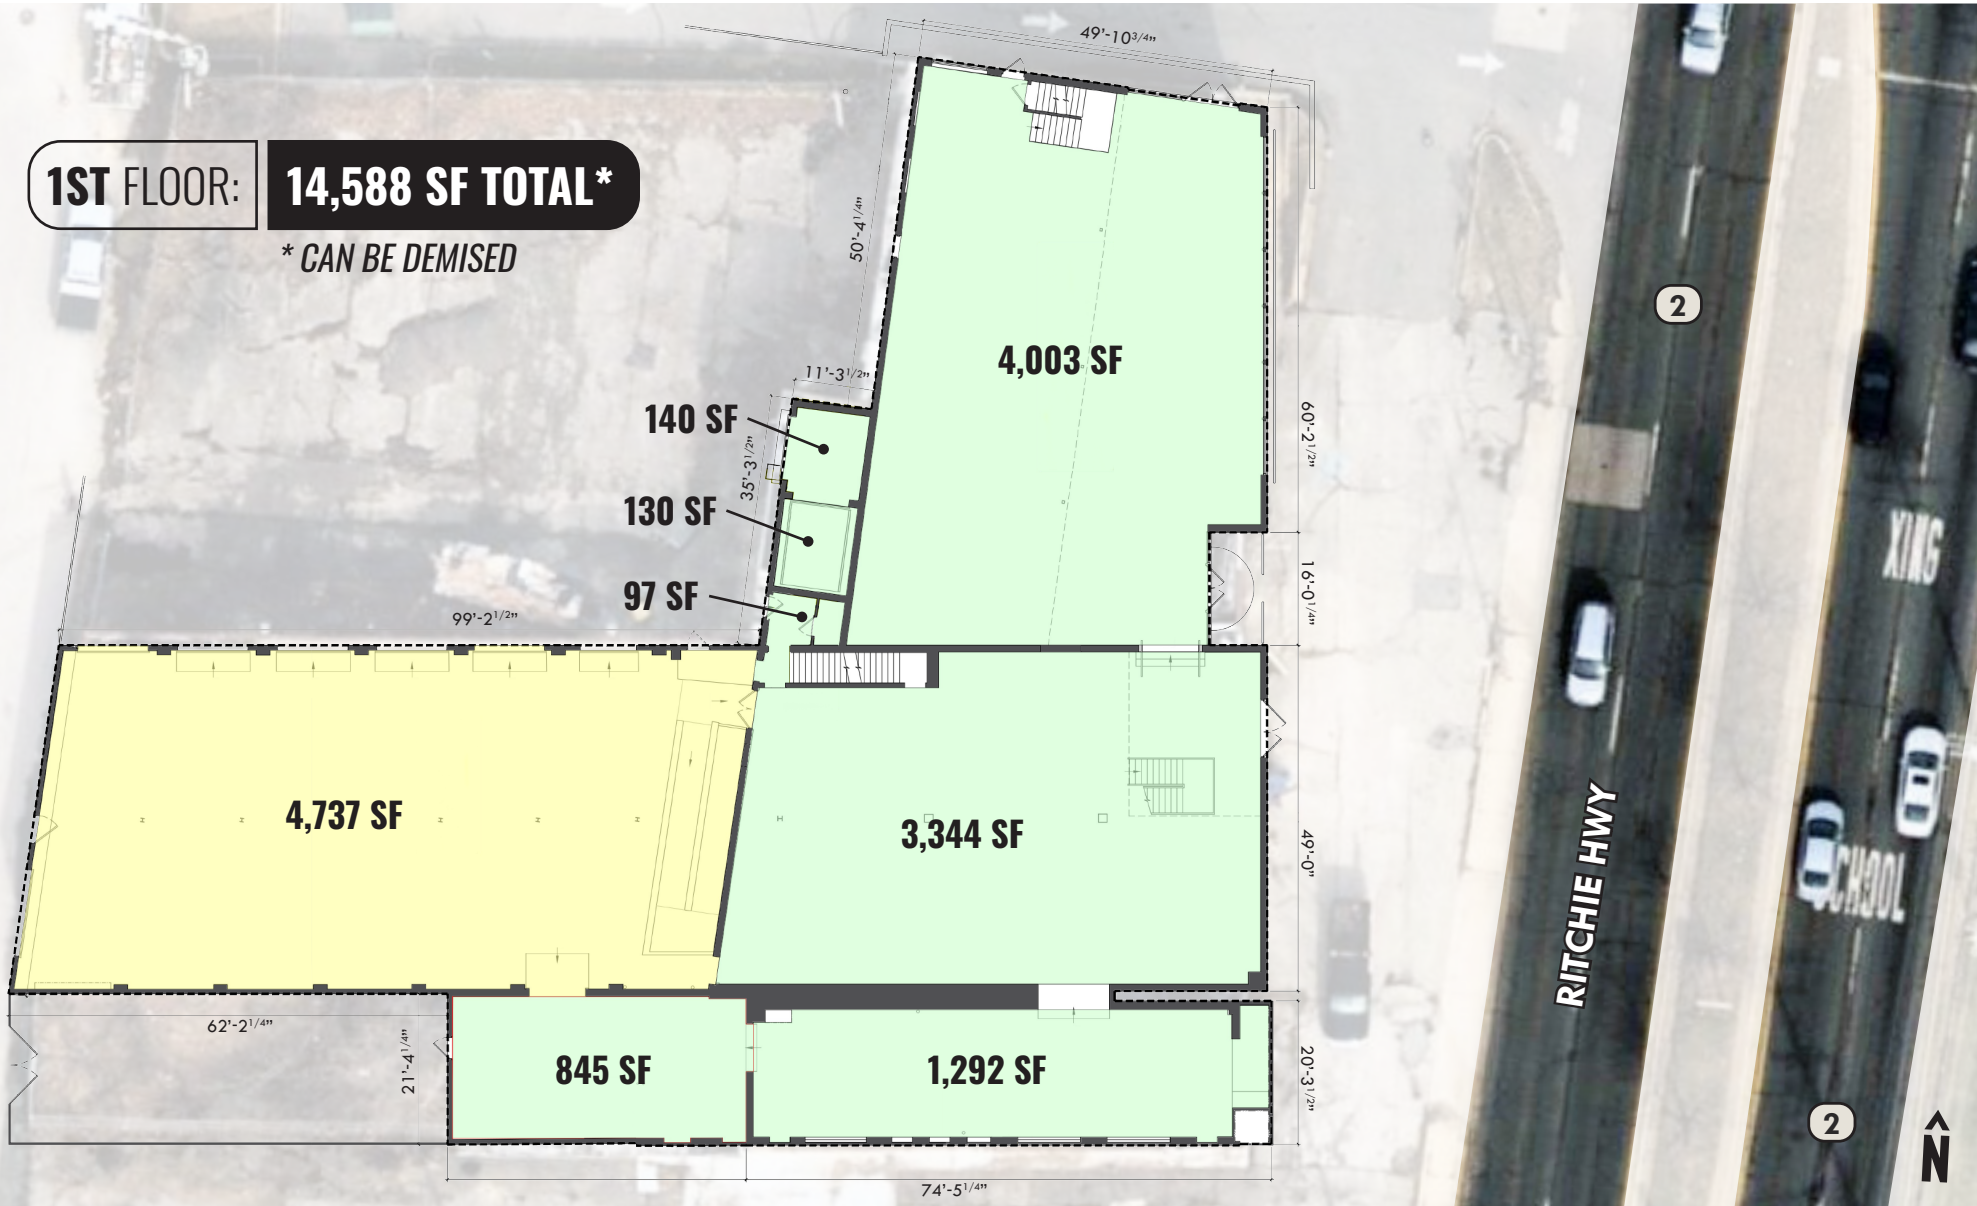 49'-10 3/4"
1ST FLOOR: 14,588 SF TOTAL*
* CAN BE DEMISED
50'-4 1/4"
2
4,003 SF
11'-3 1/2"
140 SF
35'-3 1/2"
60'-2 1/2"
130 SF
XING
97 SF
16'-0 1/4"
99'-2 1/2"
4,737 SF
3,344 SF
49'-0"
RITCHIE HWY
SCHOOL
62'-2 1/4"
21'-4 1/4"
845 SF
1,292 SF
20'-3 1/2"
2
N
74'-5 1/4"